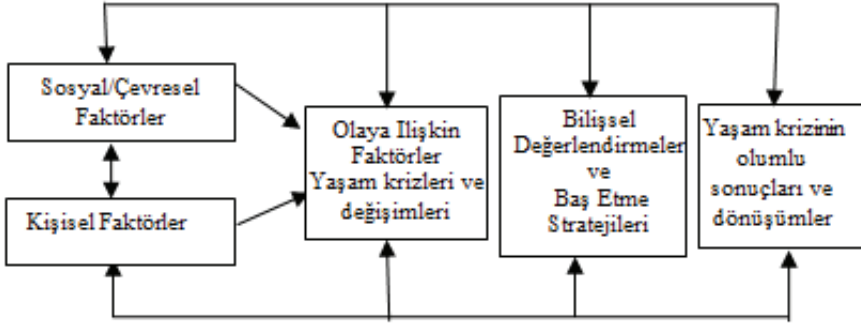 Sosyal/Çevresel
Faktörler
Kişisel Faktörler
Olaya Ilişkin
Faktörler
Yaşam krizleri ve
değişimleri
Bilişsel
Değerlendirmeler
ve
Baş Etme
Stratejileri
Yaşam krizinin
olumlu
sonuçları ve
dönüşümler